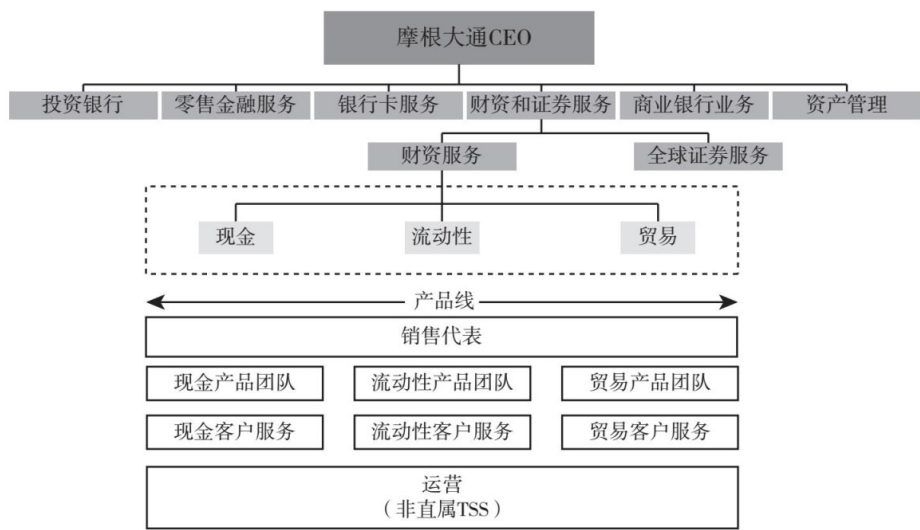 摩根大通CEO
投资银行
零售金融服务
银行卡服务
财资和证券服务
商业银行业务
资产管理
财资服务
全球证券服务
现金
流动性
贸易
产品线
销售代表
现金产品团队
流动性产品团队
贸易产品团队
现金客户服务
流动性客户服务
贸易客户服务
运营
（非直属TSS）